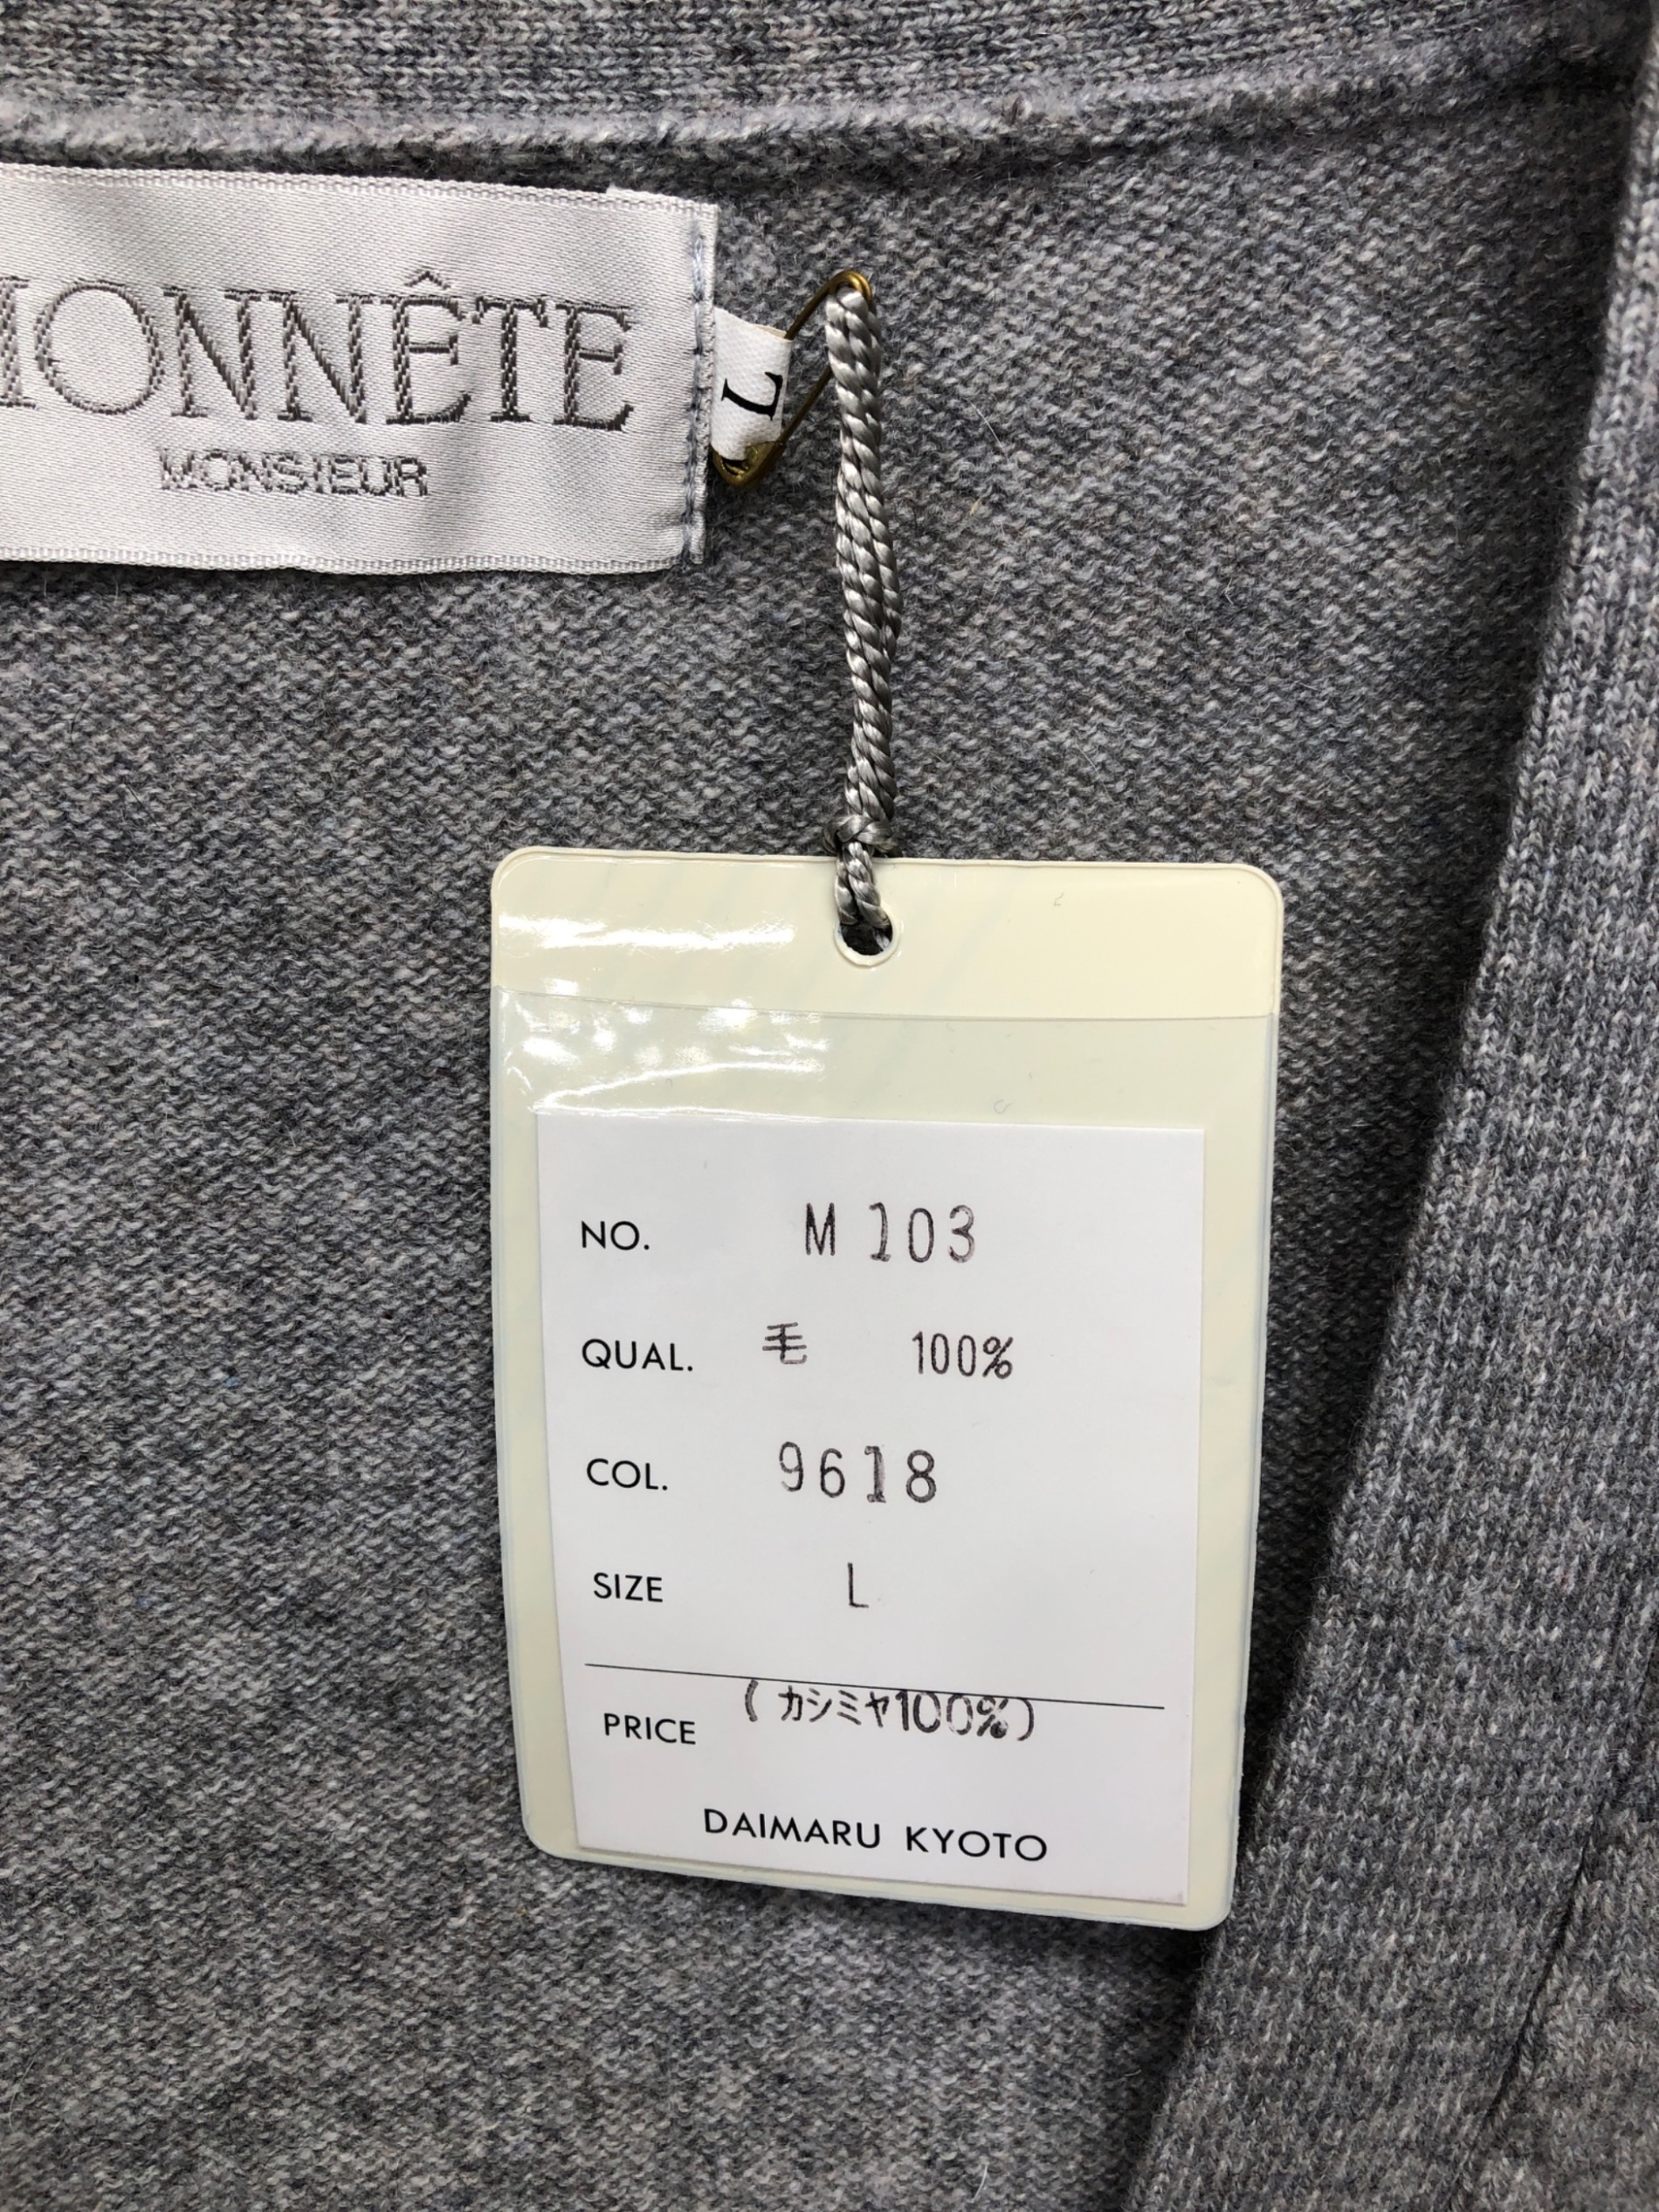 HONNÊTE
MONSIEUR
L
NO. M103
QUAL. 毛 100%
COL. 9618
SIZE L
(カシミヤ100%)
PRICE
DAIMARU KYOTO